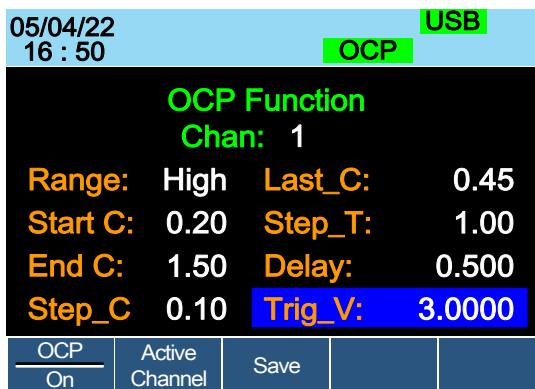 05/04/22 USB
16 : 50 OCP
OCP Function
Chan: 1
Range: High Last_C: 0.45
Start C: 0.20 Step_T: 1.00
End C: 1.50 Delay: 0.500
Step_C 0.10 Trig_V: 3.0000
OCP Active Save
On Channel